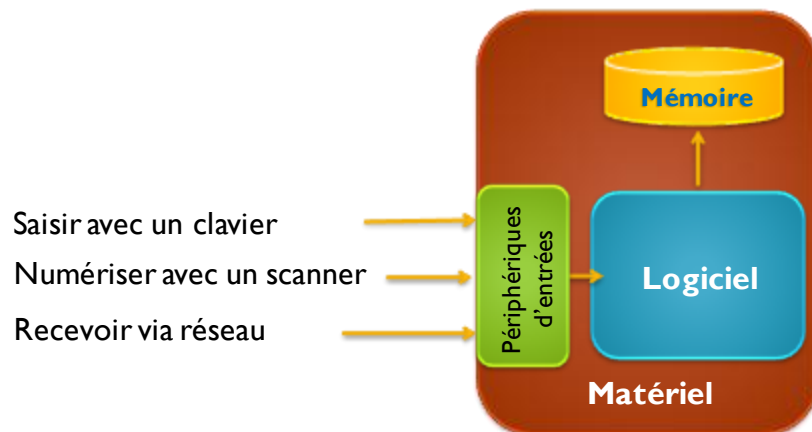 Mémoire
Saisir avec un clavier
Numériser avec un scanner
Recevoir via réseau
Périphériques
d'entrées
Logiciel
Matériel